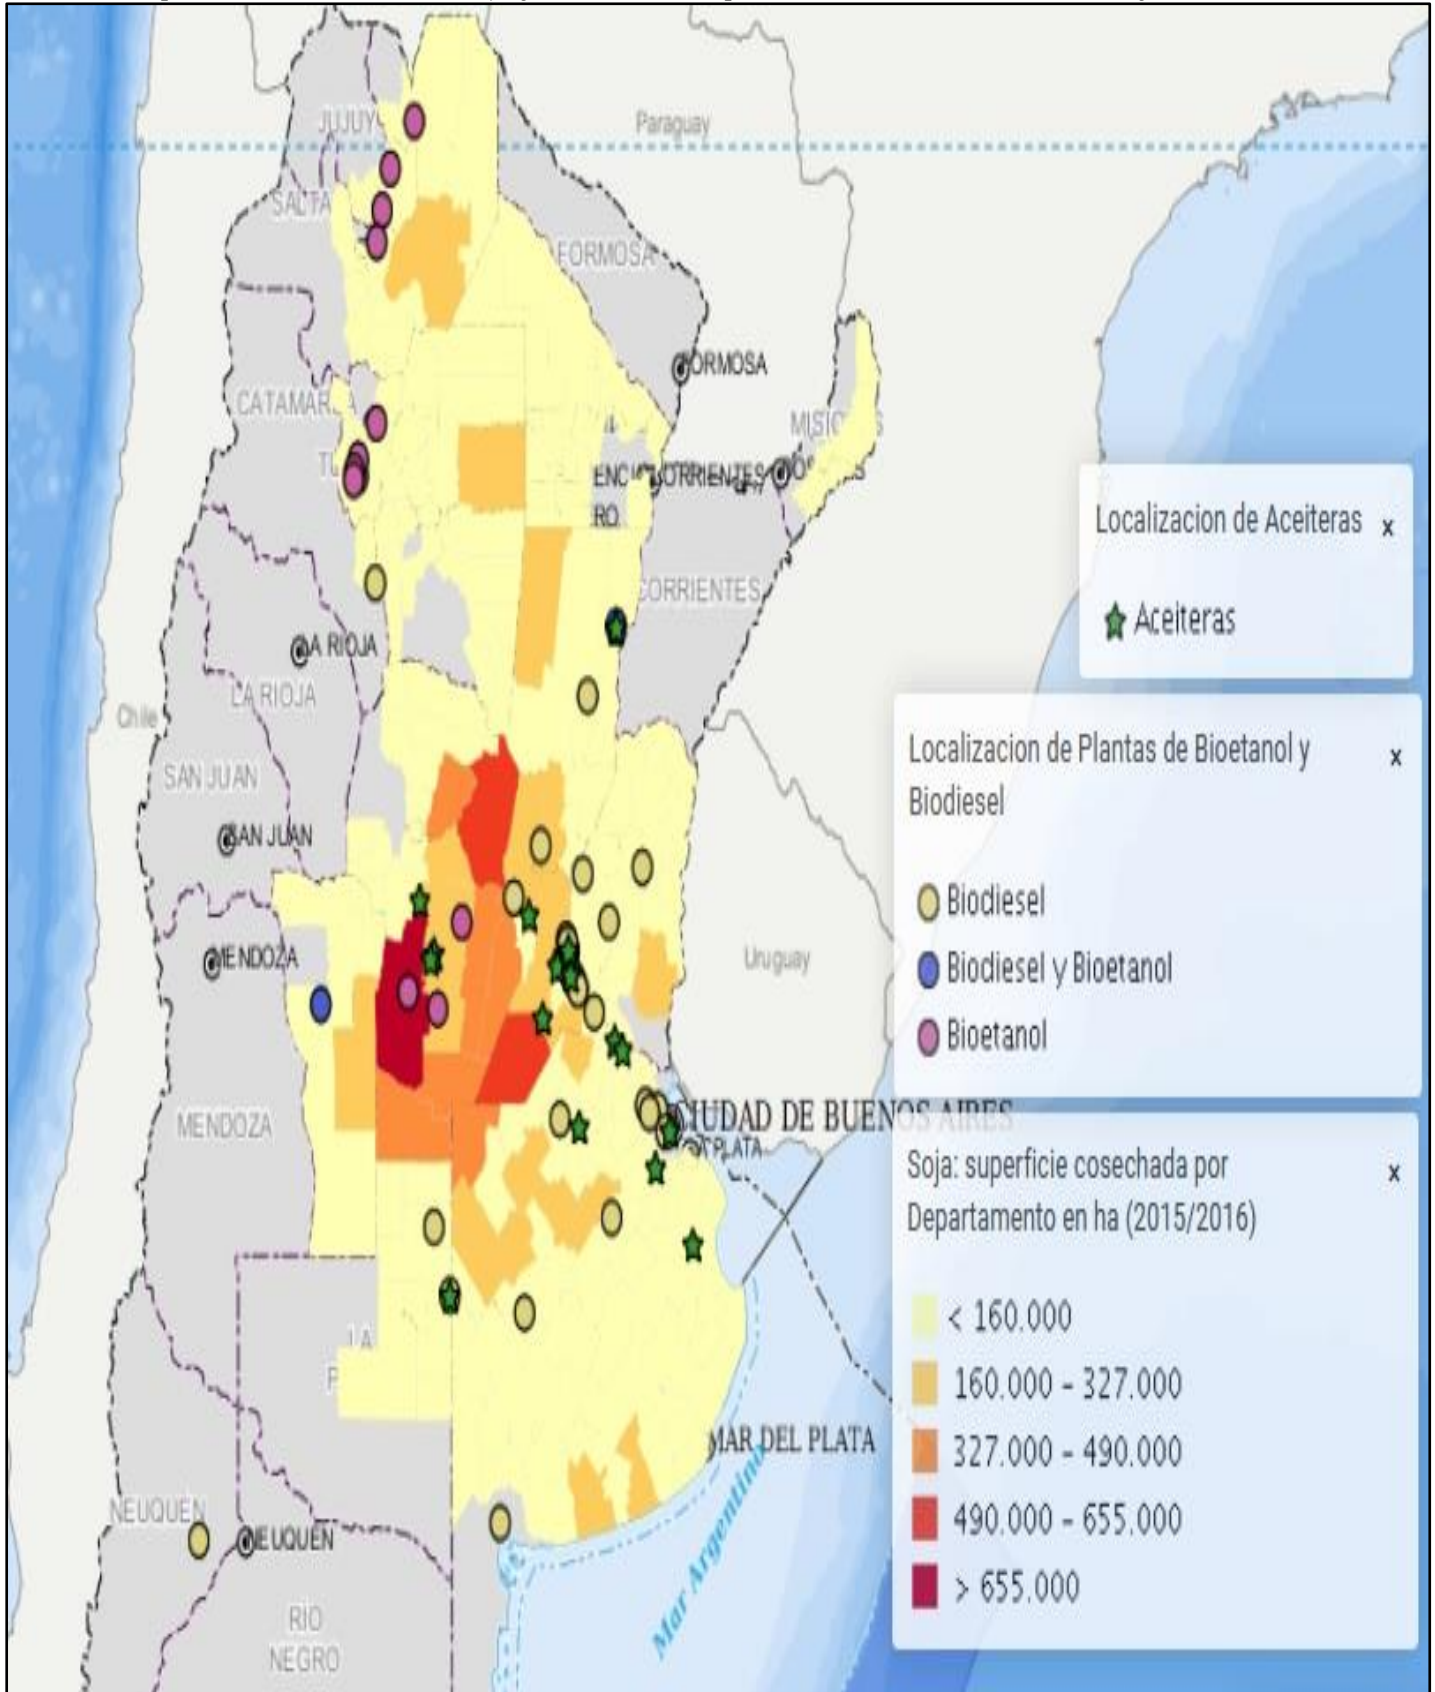 JUJUY
Paraguay
SALTA
FORMOSA
FORMOSA
CATAMARCA
MISIONES
CORRIENTES
RO
CORRIENTES
LA RIOJA
LA RIOJA
Chile
SAN JUAN
SAN JUAN
MENDOZA
Uruguay
MENDOZA
CIUDAD DE BUENOS AIRES
LA PLATA
LA
P
MAR DEL PLATA
Mar Argentino
NEUQUEN
NEUQUEN
RIO
NEGRO
Localizacion de Aceiteras x
Aceiteras
Localizacion de Plantas de Bioetanol y x
Biodiesel
Biodiesel
Biodiesel y Bioetanol
Bioetanol
Soja: superficie cosechada por x
Departamento en ha (2015/2016)
< 160.000
160.000 - 327.000
327.000 - 490.000
490.000 - 655.000
> 655.000